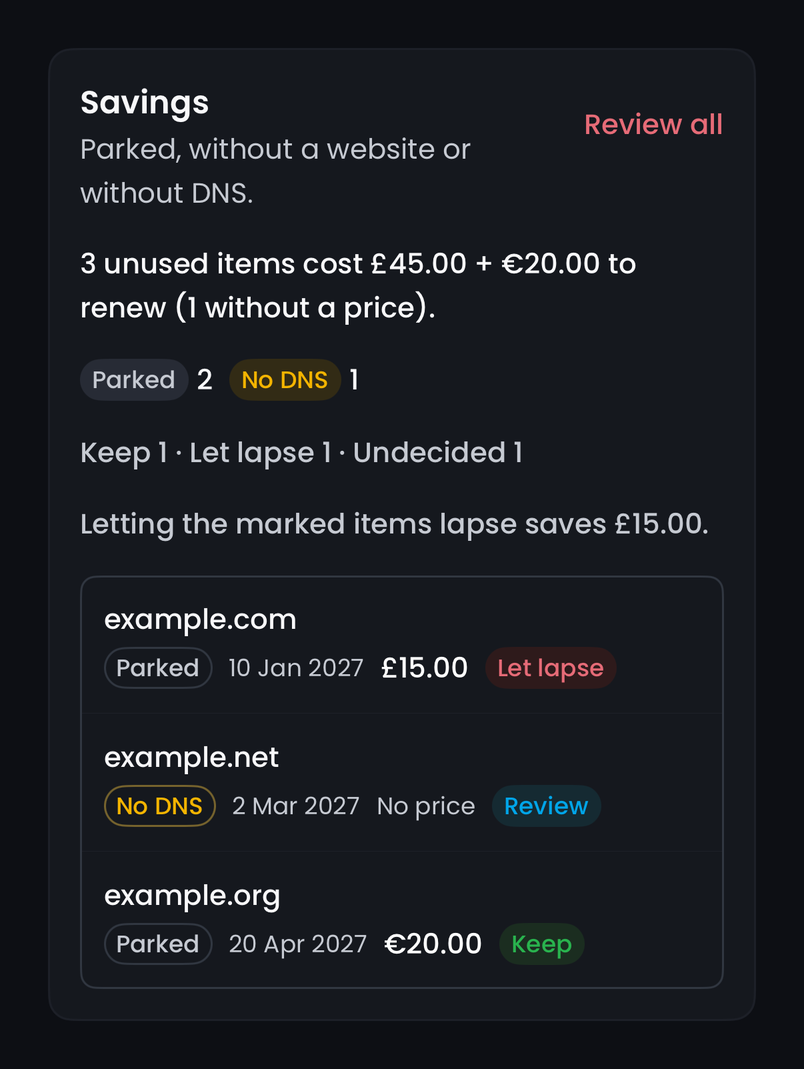 Savings
Review all
Parked, without a website or
without DNS.
3 unused items cost £45.00 + €20.00 to
renew (1 without a price).
Parked 2 No DNS 1
Keep 1 · Let lapse 1 · Undecided 1
Letting the marked items lapse saves £15.00.
example.com
Parked 10 Jan 2027 £15.00 Let lapse
example.net
No DNS 2 Mar 2027 No price Review
example.org
Parked 20 Apr 2027 €20.00 Keep